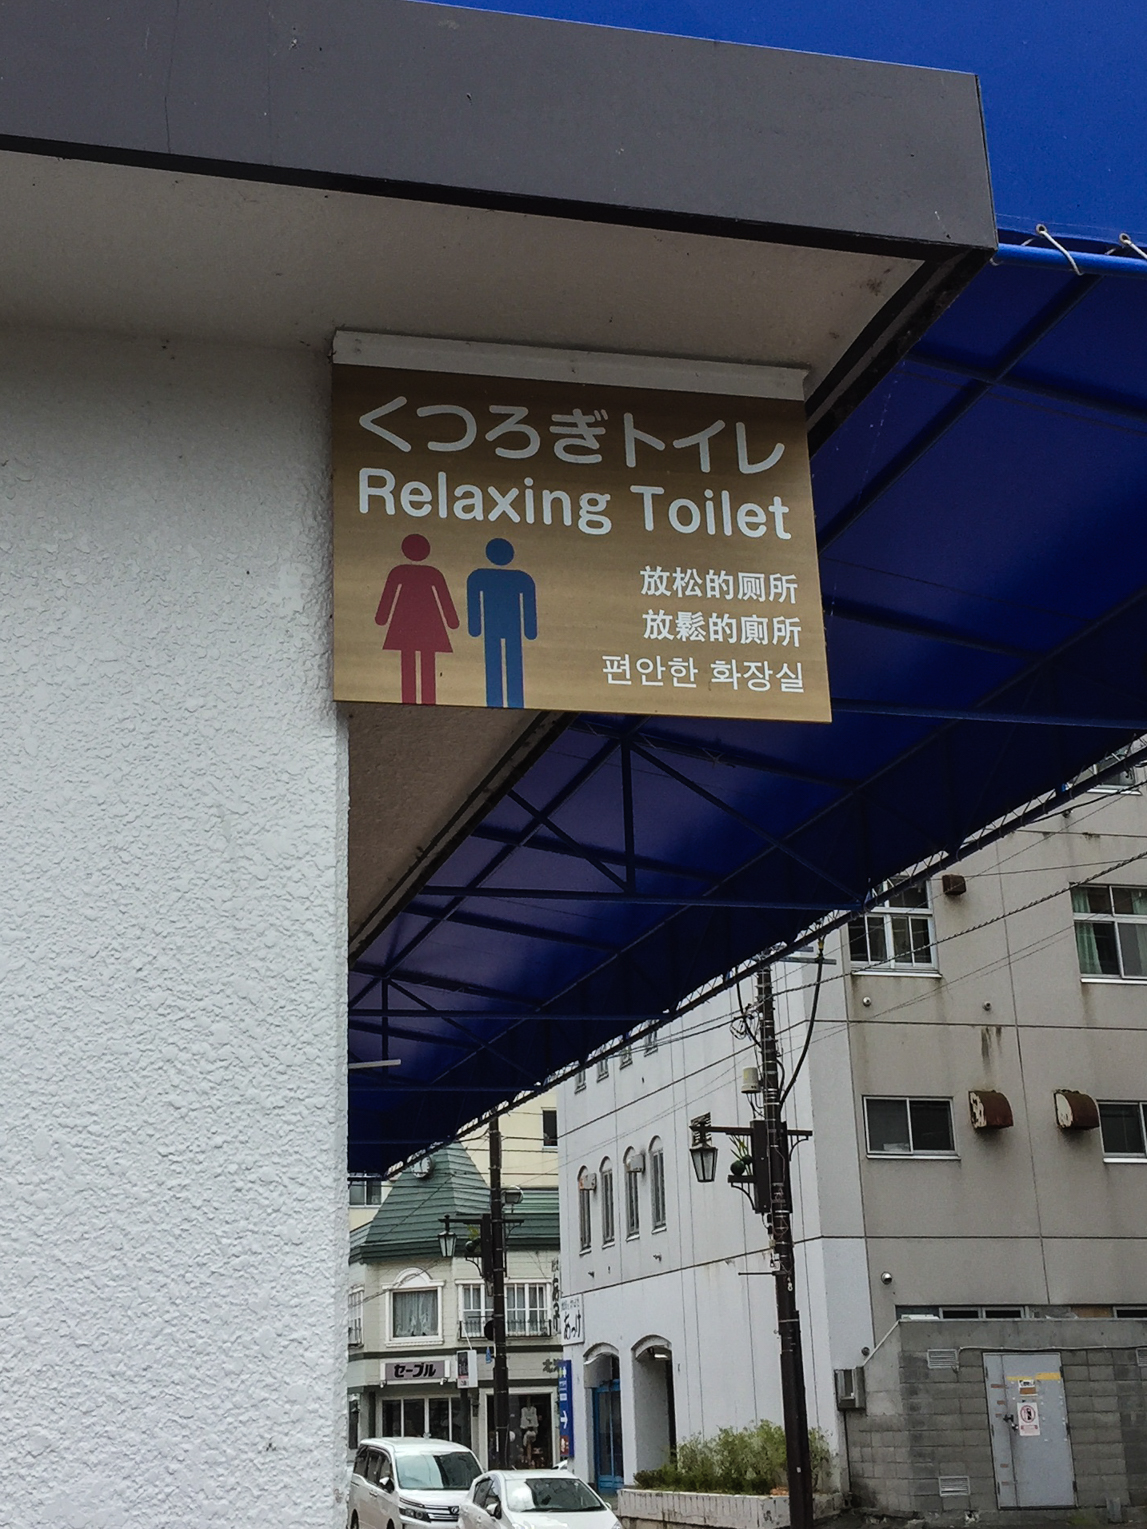 くつろぎトイレ
Relaxing Toilet
放松的厕所
放鬆的廁所
편안한 화장실
セーブル